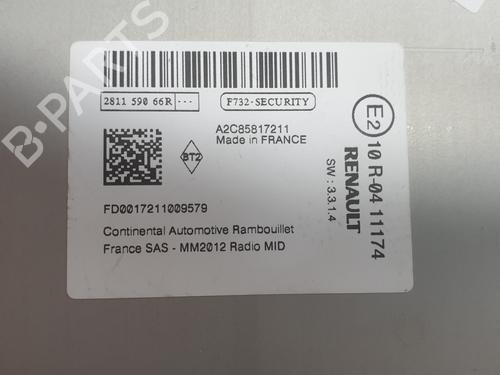 2811 590 66R ---
F732-SECURITY
A2C85817211
Made in FRANCE
BTZ
FD0017211009579
Continental Automotive Rambouillet
France SAS - MM2012 Radio MID
E2 10 R-04 11174
RENAULT
SW : 3.3.1.4
B-PARTS